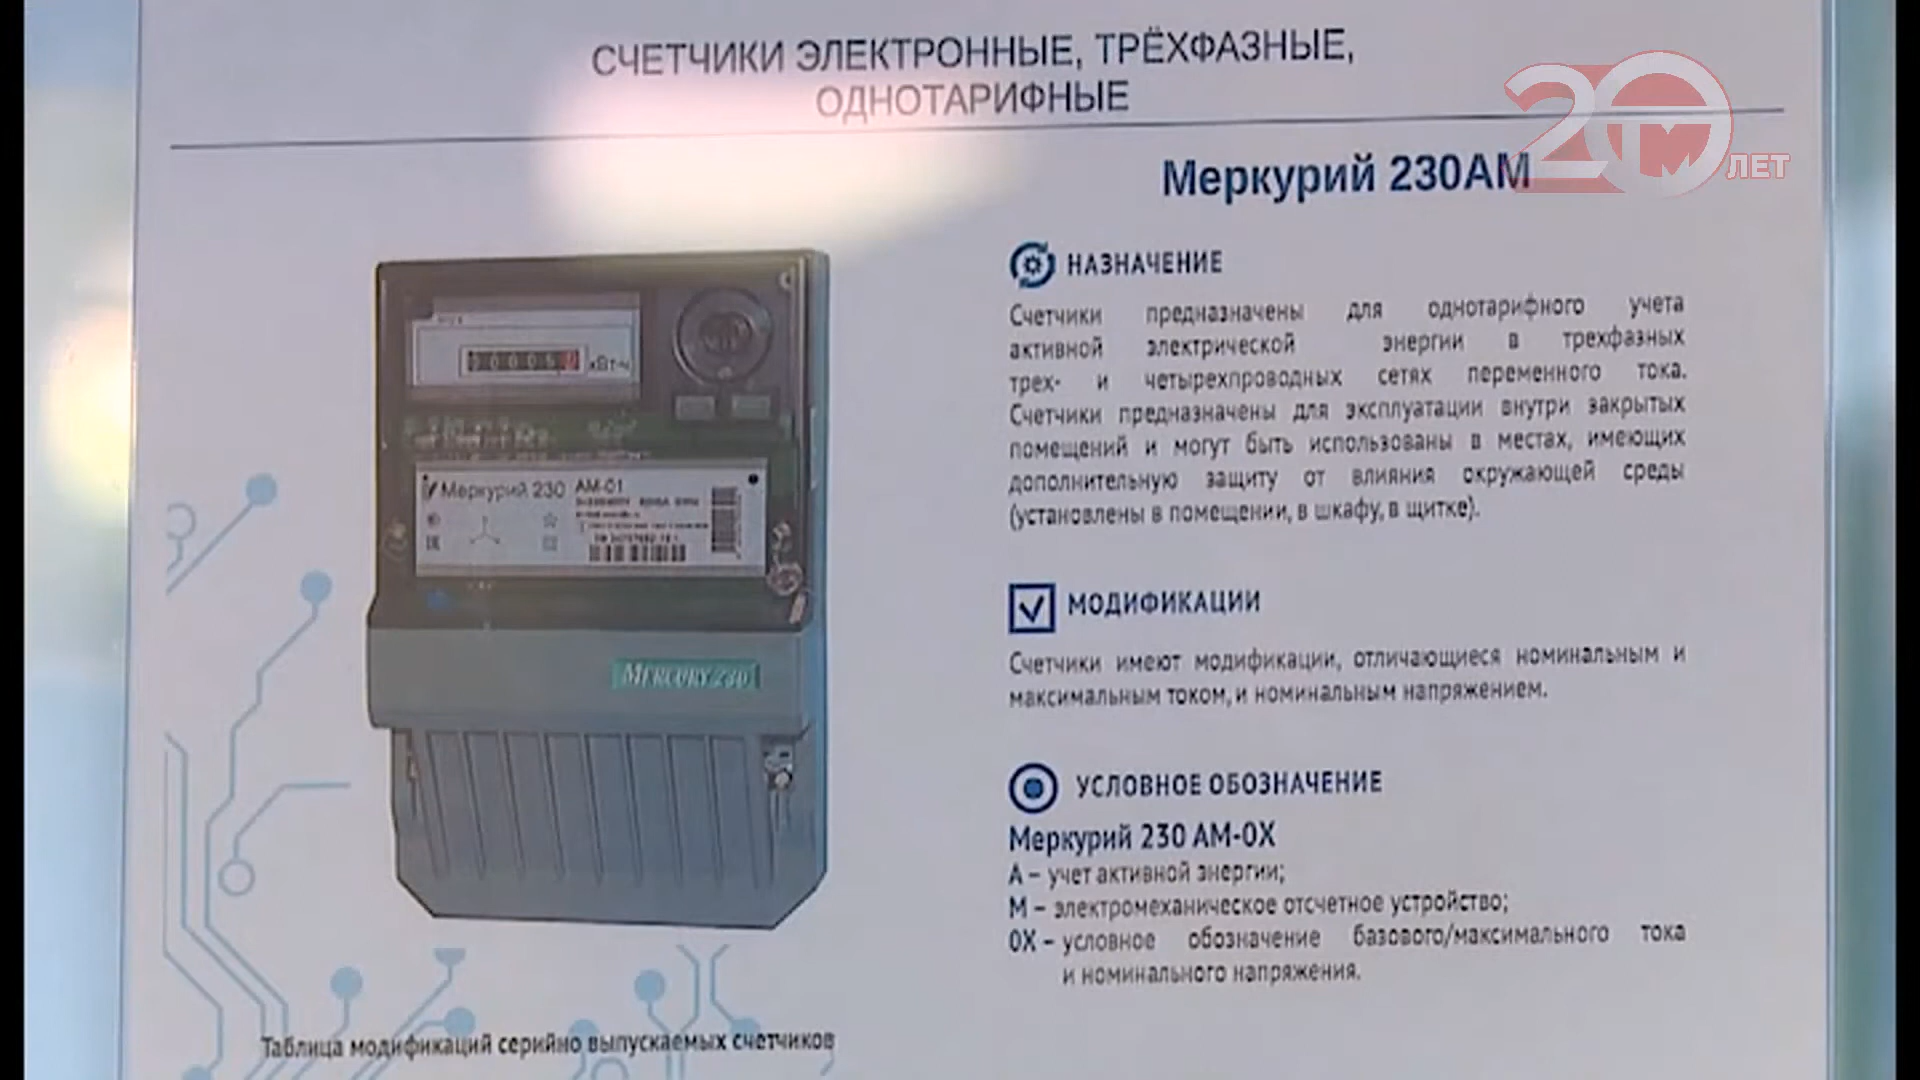 СЧЕТЧИКИ ЭЛЕКТРОННЫЕ, ТРЁХФАЗНЫЕ,
ОДНОТАРИФНЫЕ
20 ЛЕТ
Меркурий 230АМ
НАЗНАЧЕНИЕ
Счетчики предназначены для однотарифного учета
активной электрической энергии в трехфазных
трех- и четырехпроводных сетях переменного тока.
Счетчики предназначены для эксплуатации внутри закрытых
помещений и могут быть использованы в местах, имеющих
дополнительную защиту от влияния окружающей среды
(установлены в помещении, в шкафу, в щитке).
МОДИФИКАЦИИ
Счетчики имеют модификации, отличающиеся номинальным и
максимальным током, и номинальным напряжением.
УСЛОВНОЕ ОБОЗНАЧЕНИЕ
Меркурий 230 АМ-0Х
А – учет активной энергии;
М – электромеханическое отсчетное устройство;
0Х – условное обозначение базового/максимального тока
и номинального напряжения.
кВт·ч
Меркурий 230 АМ-01
MERCURY 230
Таблица модификаций серийно выпускаемых счетчиков